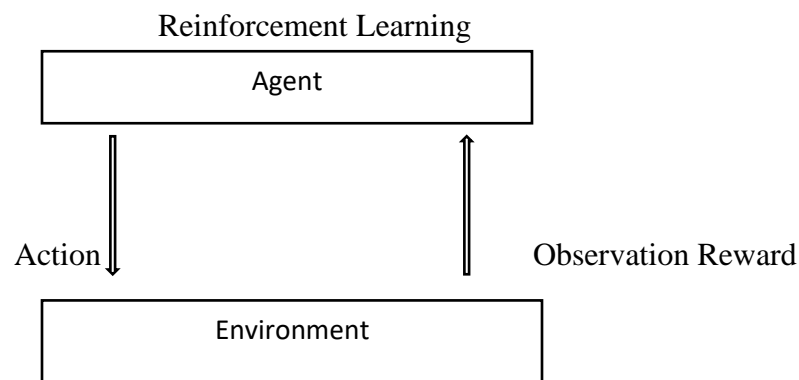 Reinforcement Learning
Agent
Action
Observation Reward
Environment